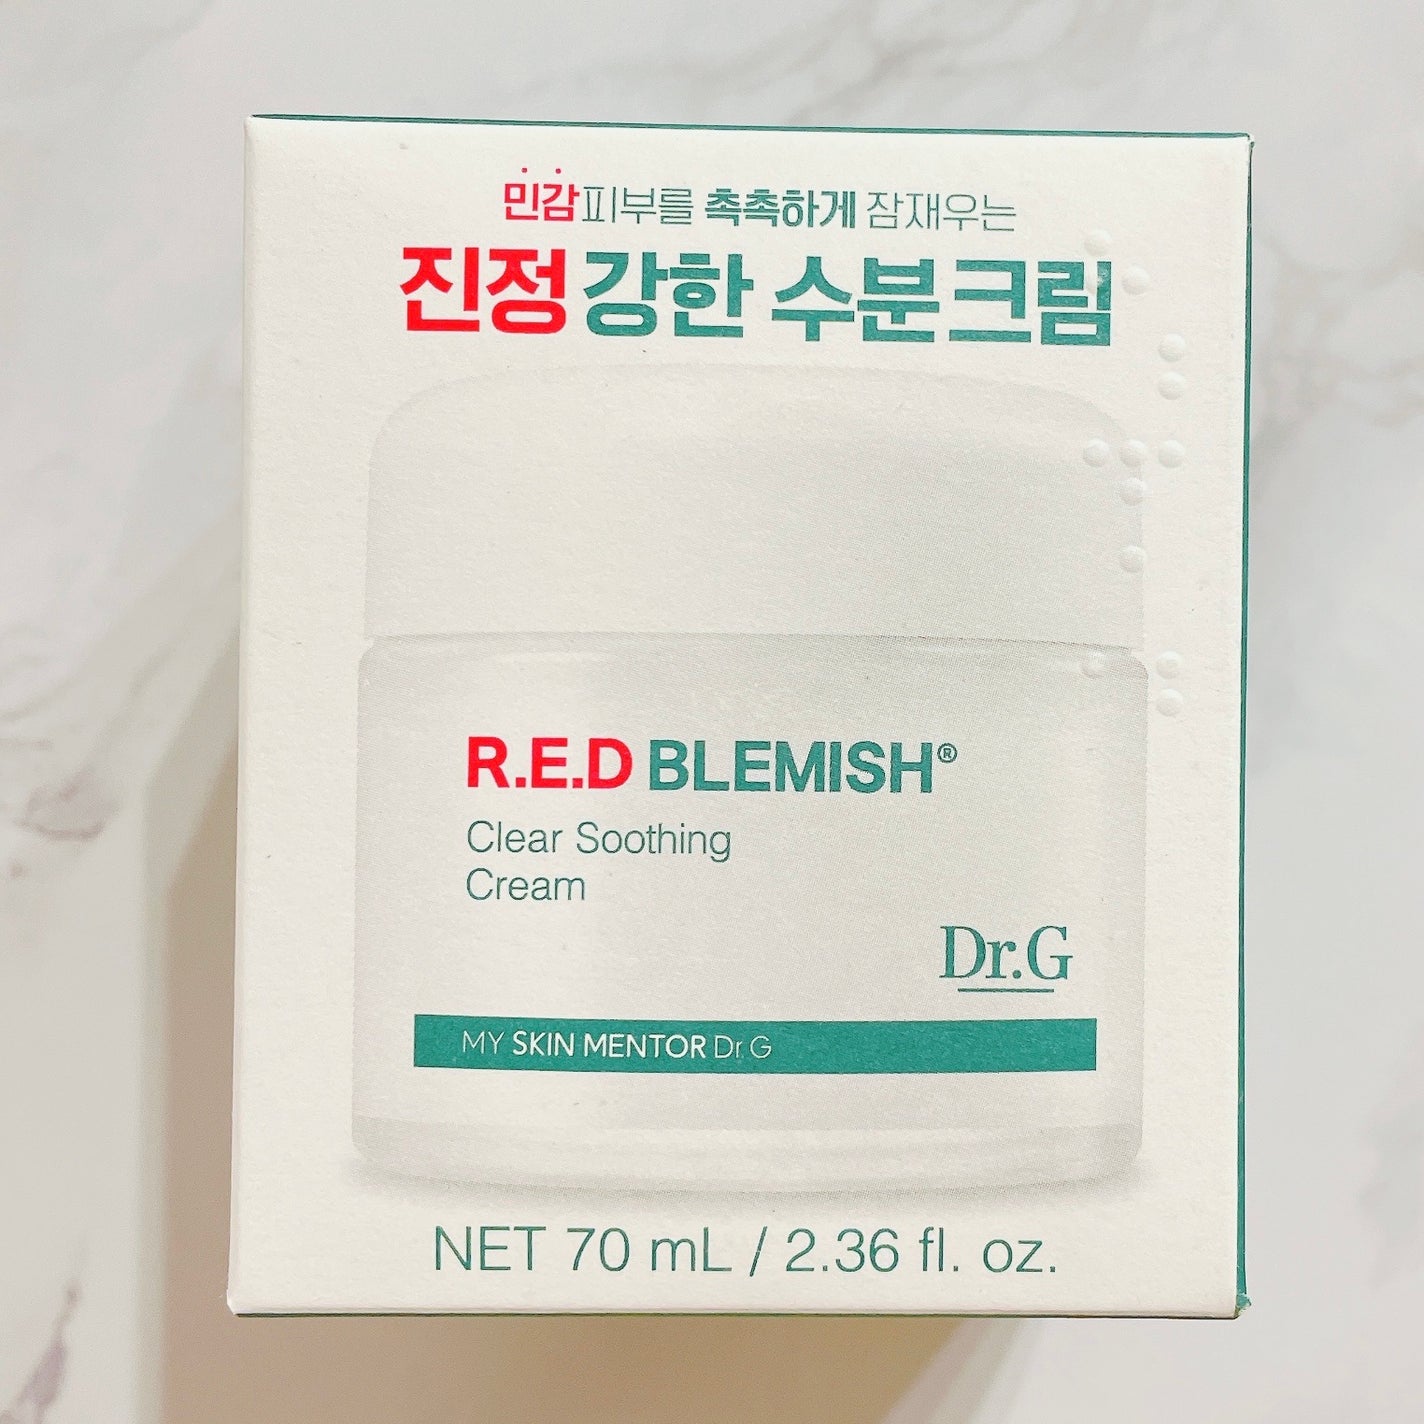 민감피부를 촉촉하게 잠재우는
진정 강한 수분크림
R.E.D BLEMISH®
Clear Soothing
Cream
Dr.G
MY SKIN MENTOR Dr.G
NET 70 mL / 2.36 fl. oz.